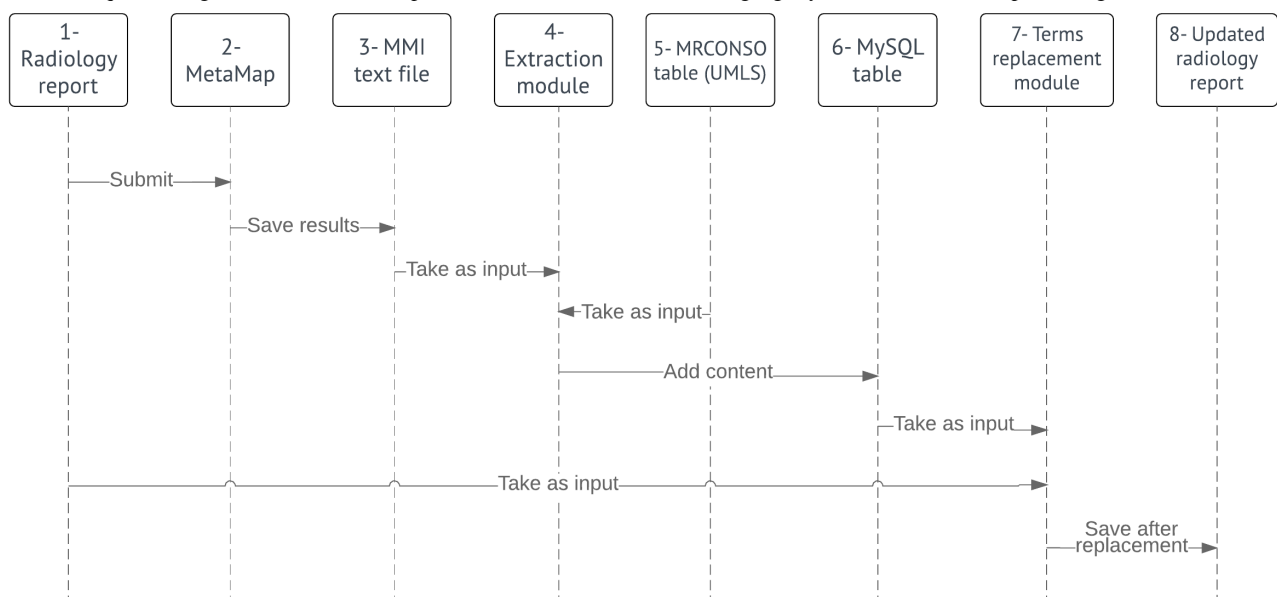 1-
Radiology
report
2-
MetaMap
3- MMI
text file
4-
Extraction
module
5- MRCONSO
table (UMLS)
6- MySQL
table
7- Terms
replacement
module
8- Updated
radiology
report
Submit
Save results
Take as input
Take as input
Add content
Take as input
Take as input
Save after
replacement